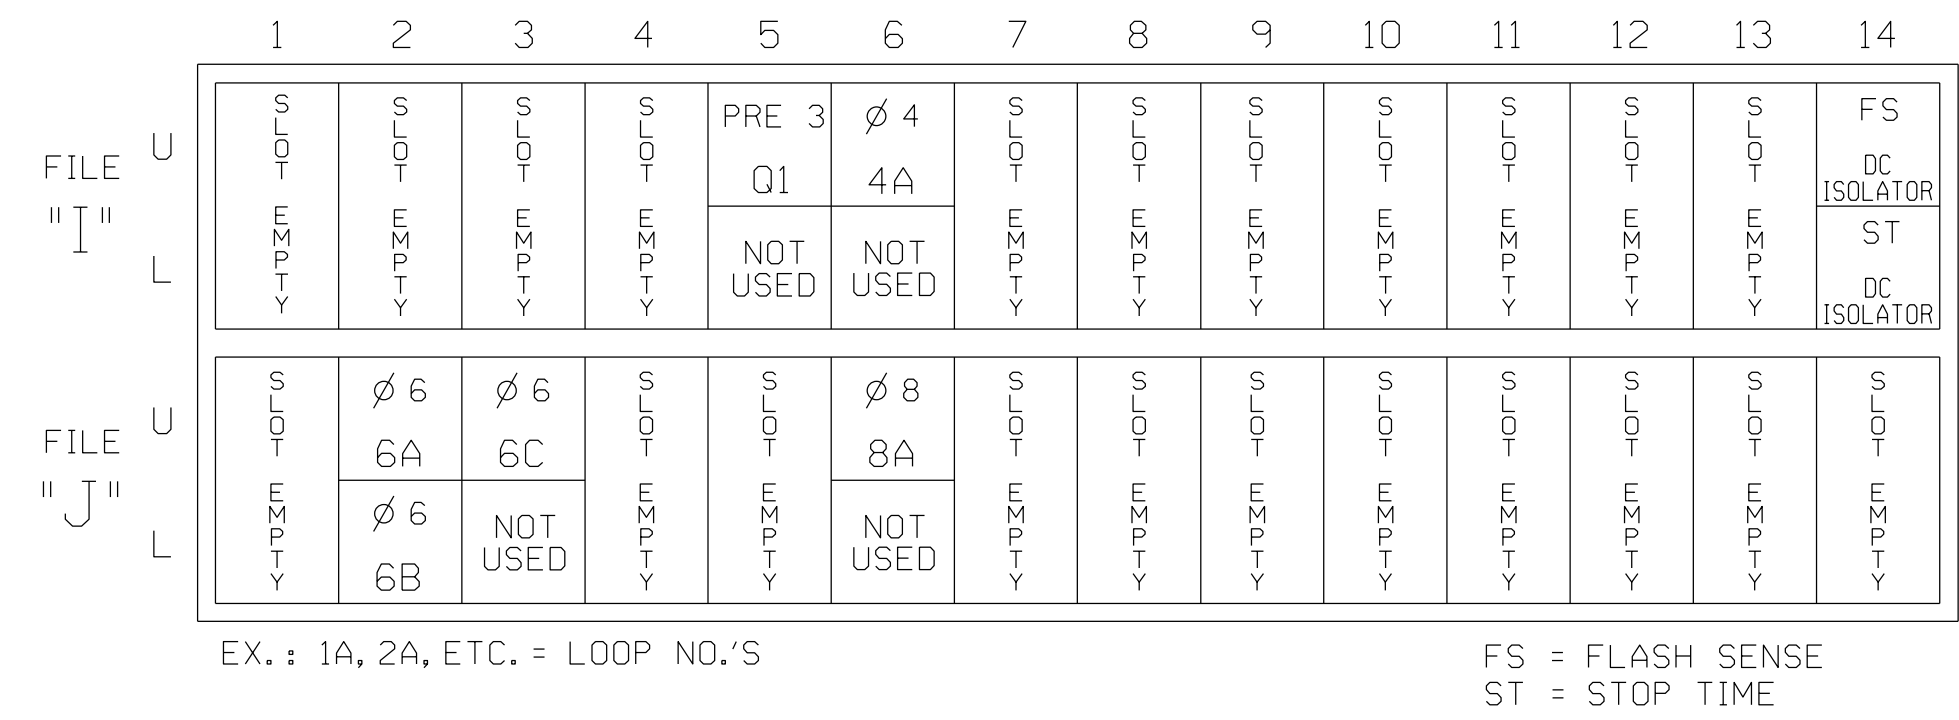 1 2 3 4 5 6 7 8 9 10 11 12 13 14
FILE "I"
U
L
SLOT EMPTY
SLOT EMPTY
SLOT EMPTY
SLOT EMPTY
PRE 3
Q1
NOT USED
Ø 4
4A
NOT USED
SLOT EMPTY
SLOT EMPTY
SLOT EMPTY
SLOT EMPTY
SLOT EMPTY
SLOT EMPTY
SLOT EMPTY
FS
DC
ISOLATOR
ST
DC
ISOLATOR
FILE "J"
U
L
SLOT EMPTY
Ø 6
6A
Ø 6
6B
Ø 6
6C
NOT USED
SLOT EMPTY
SLOT EMPTY
Ø 8
8A
NOT USED
SLOT EMPTY
SLOT EMPTY
SLOT EMPTY
SLOT EMPTY
SLOT EMPTY
SLOT EMPTY
SLOT EMPTY
SLOT EMPTY
EX.: 1A, 2A, ETC. = LOOP NO.'S
FS = FLASH SENSE
ST = STOP TIME